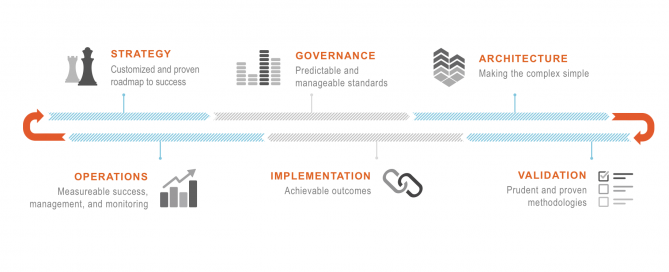 STRATEGY
Customized and proven
roadmap to success
GOVERNANCE
Predictable and
manageable standards
ARCHITECTURE
Making the complex simple
OPERATIONS
Measureable success,
management, and monitoring
IMPLEMENTATION
Achievable outcomes
VALIDATION
Prudent and proven
methodologies